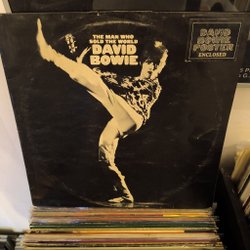 THE MAN WHO
SOLD THE WORLD
DAVID
BOWIE
DAVID
BOWIE
POSTER
ENCLOSED